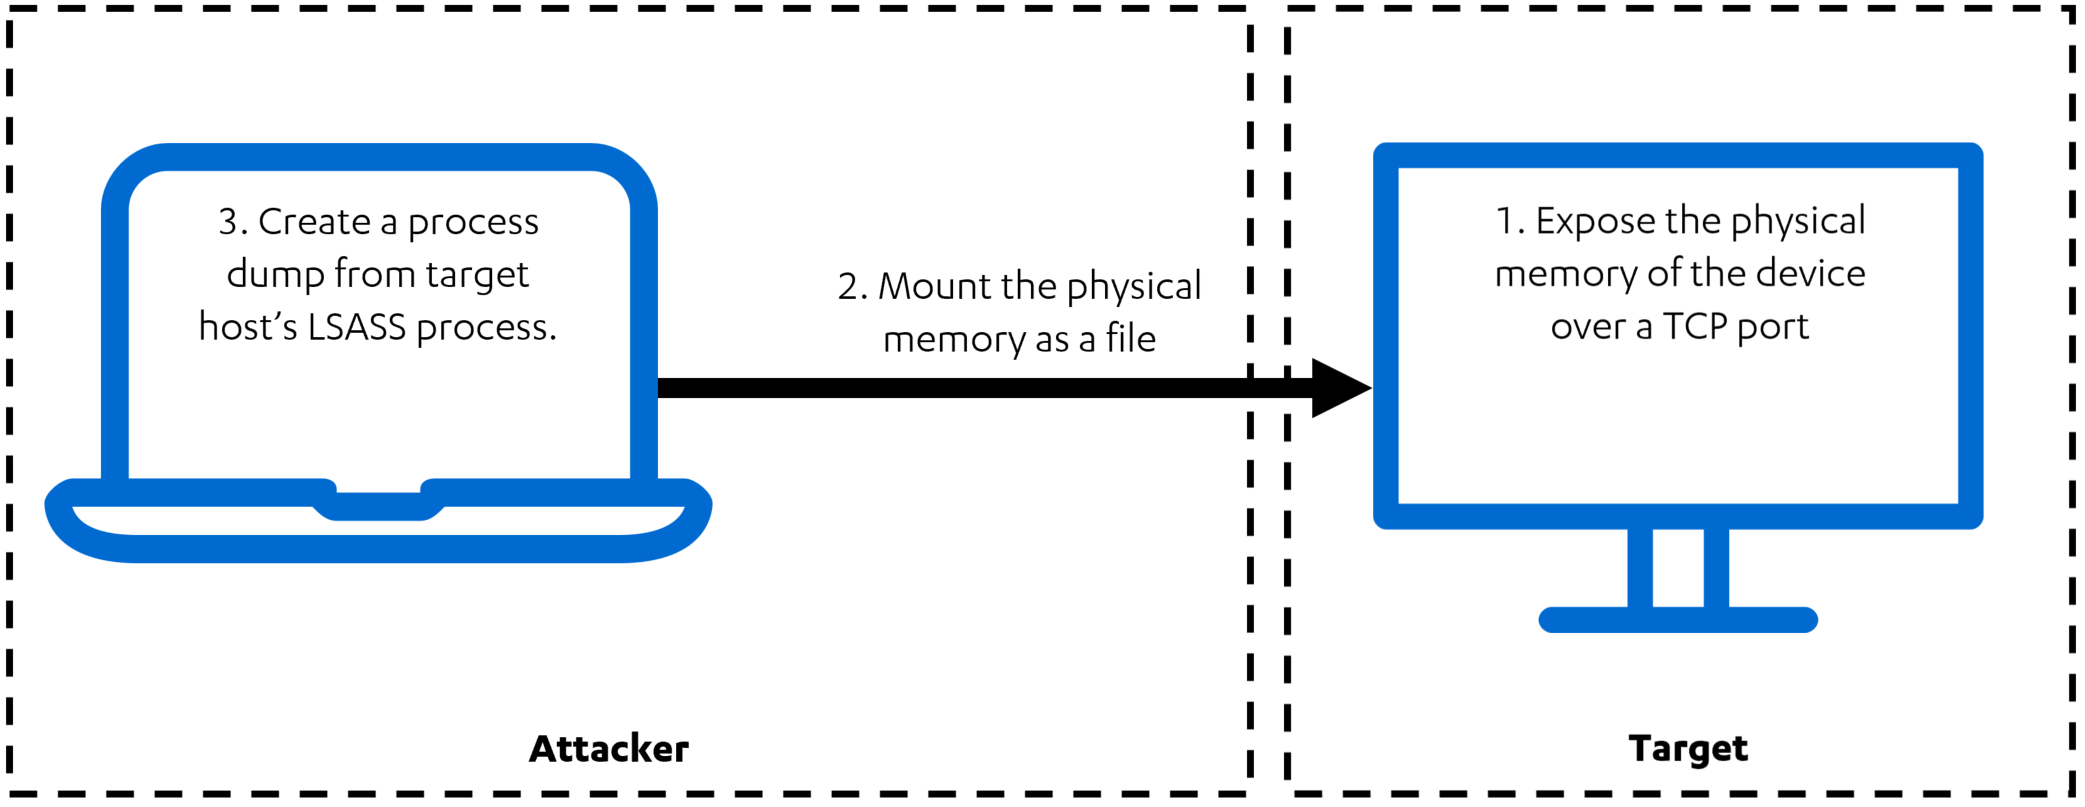 3. Create a process
dump from target
host’s LSASS process.
2. Mount the physical
memory as a file
1. Expose the physical
memory of the device
over a TCP port
Attacker
Target